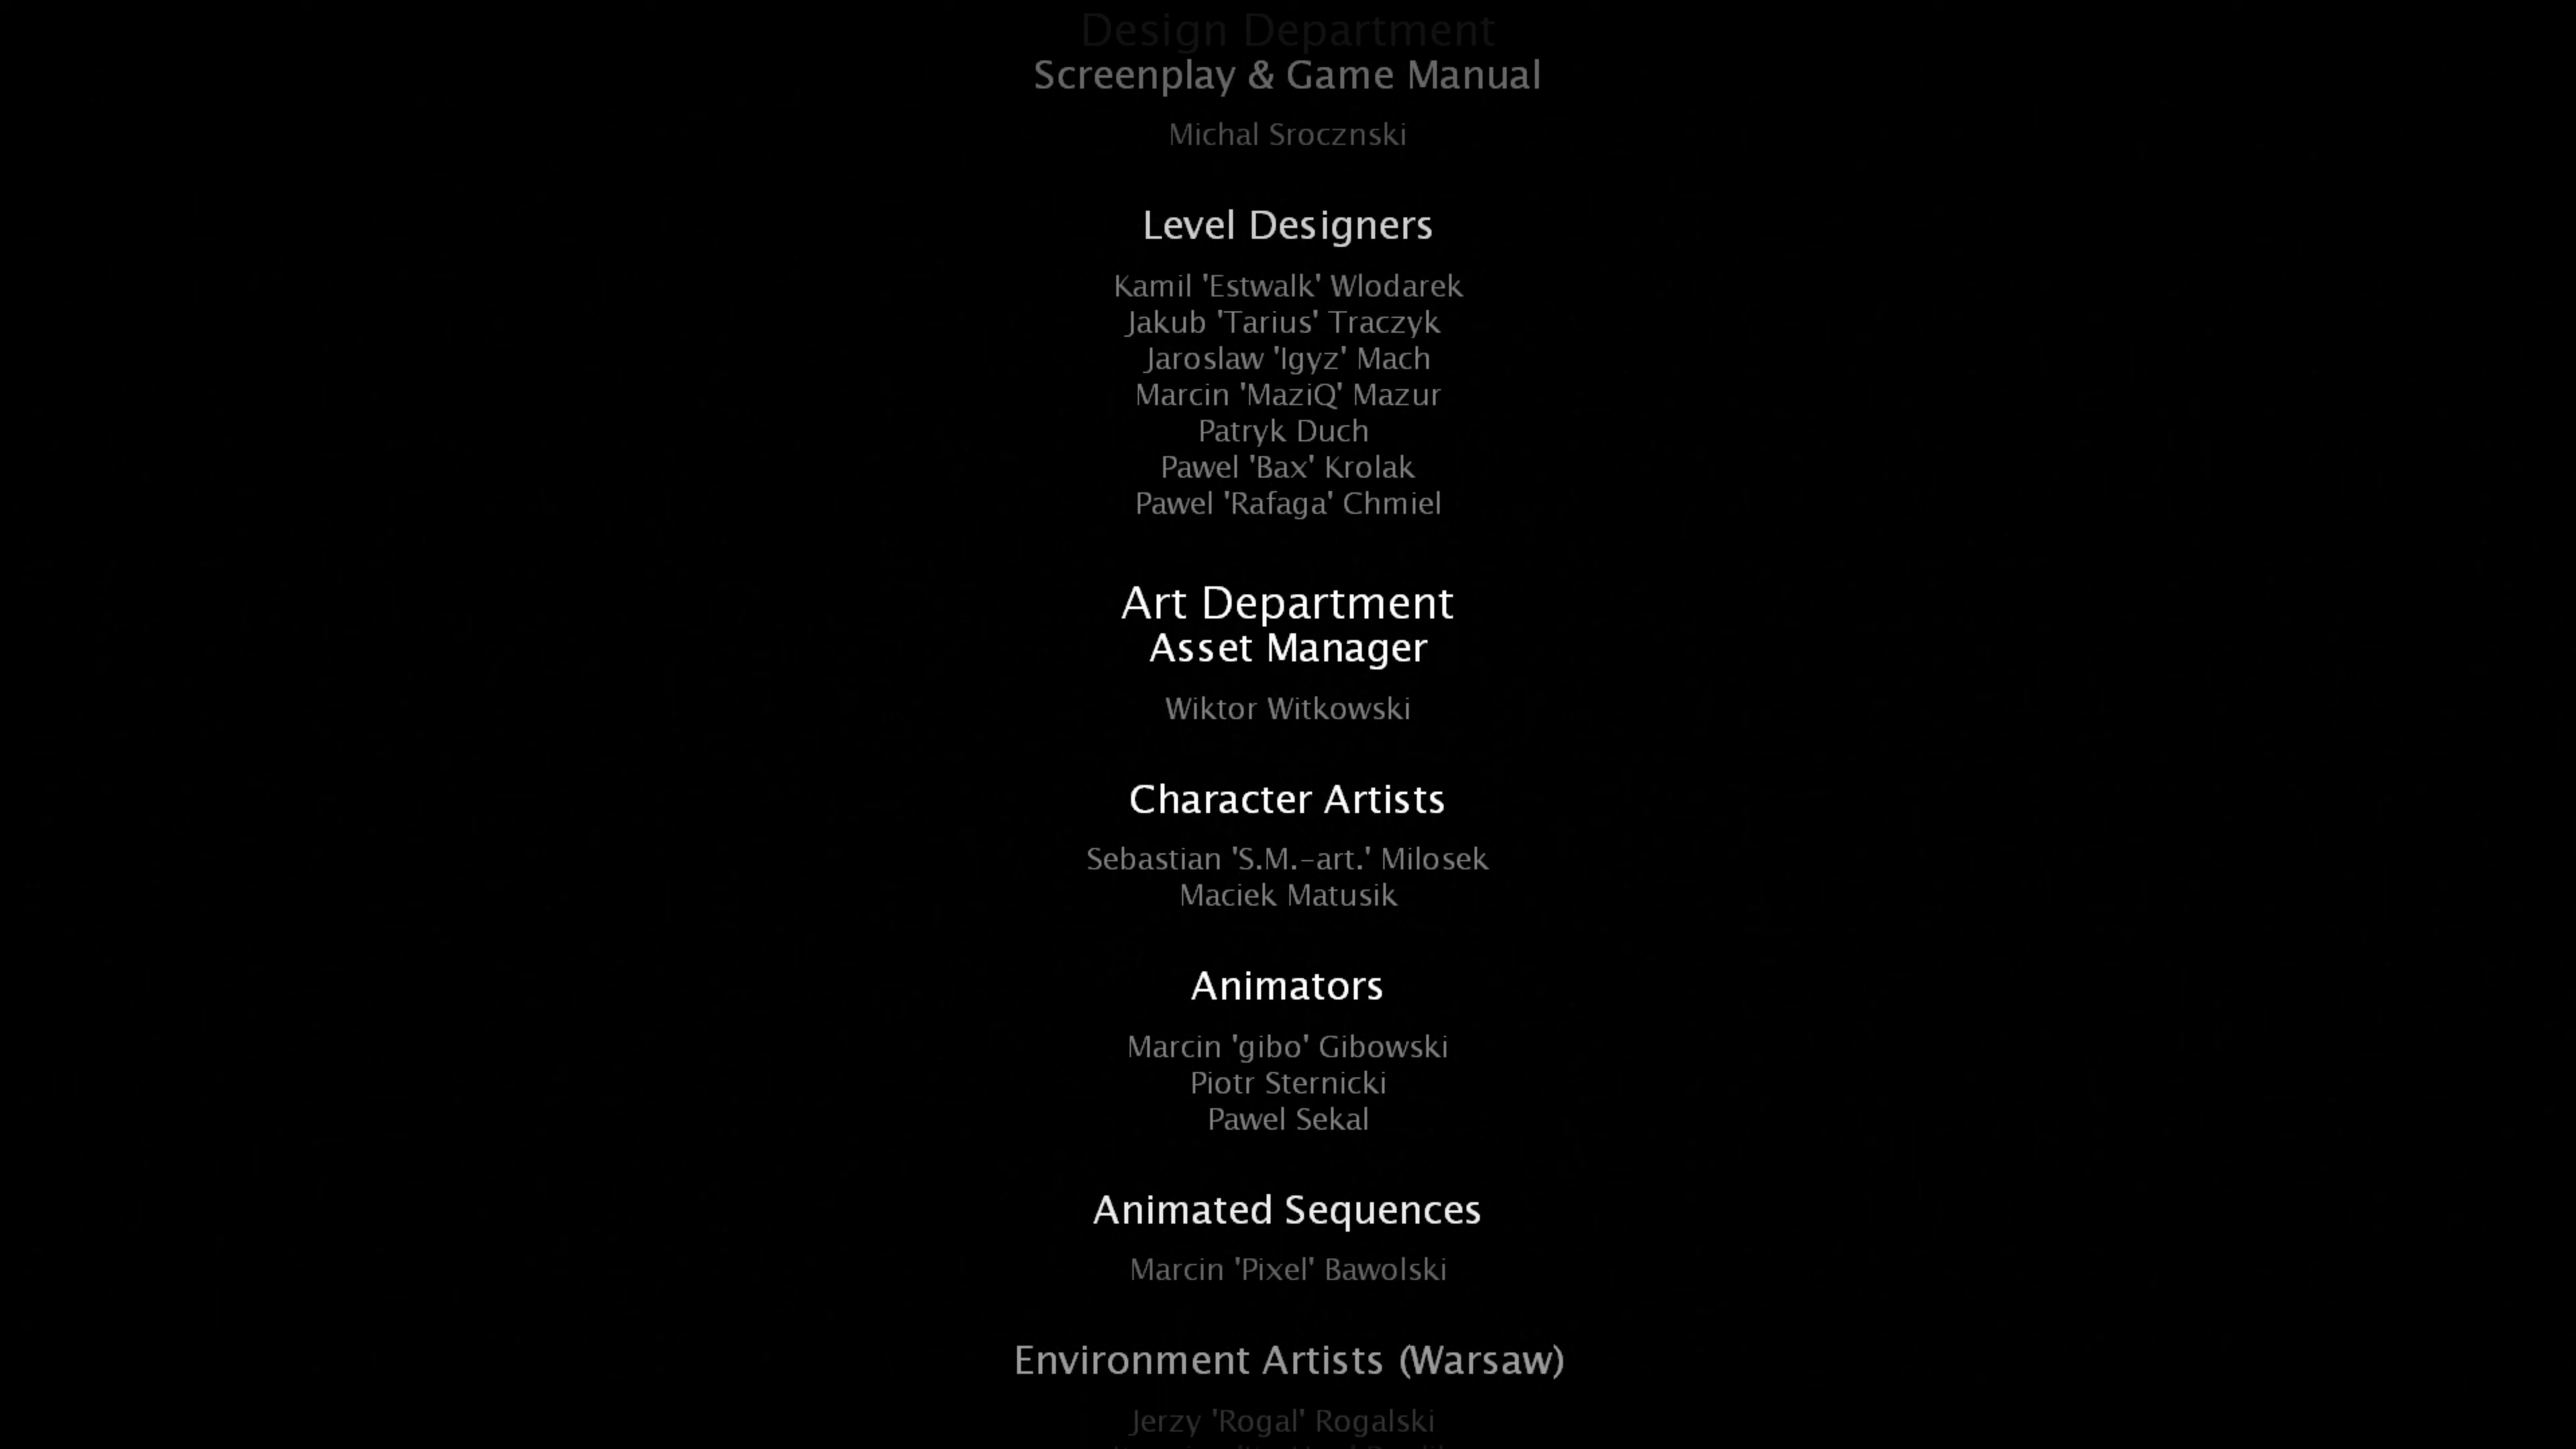 Design Department
Screenplay & Game Manual
Michal Srocznski
Level Designers
Kamil 'Estwalk' Wlodarek
Jakub 'Tarius' Traczyk
Jaroslaw 'Igyz' Mach
Marcin 'MaziQ' Mazur
Patryk Duch
Pawel 'Bax' Krolak
Pawel 'Rafaga' Chmiel
Art Department
Asset Manager
Wiktor Witkowski
Character Artists
Sebastian 'S.M.-art.' Milosek
Maciek Matusik
Animators
Marcin 'gibo' Gibowski
Piotr Sternicki
Pawel Sekal
Animated Sequences
Marcin 'Pixel' Bawolski
Environment Artists (Warsaw)
Jerzy 'Rogal' Rogalski